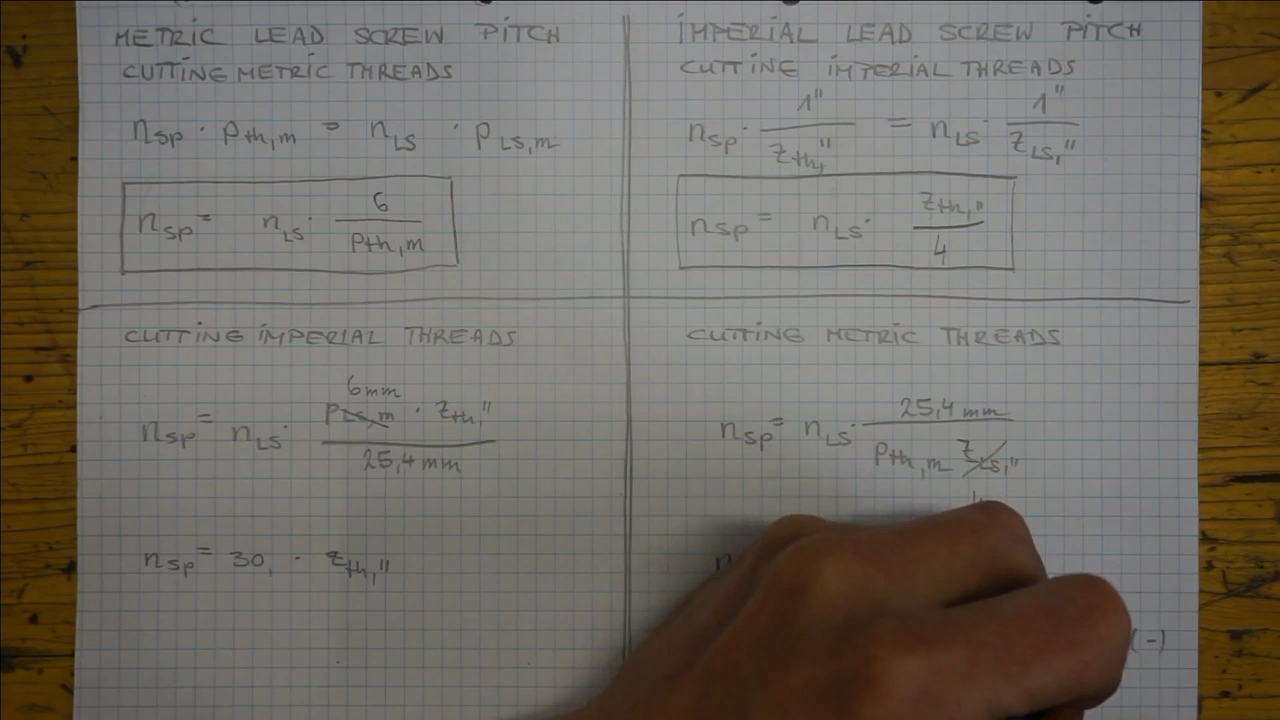 METRIC LEAD SCREW PITCH
CUTTING METRIC THREADS
n_sp · P_th,m = n_LS · P_LS,m
n_sp = n_LS · 6 / P_th,m
CUTTING IMPERIAL THREADS
6mm
n_sp = n_LS · P_LS,m · z_th," / 25,4mm
n_sp = 30, · z_th,"
IMPERIAL LEAD SCREW PITCH
CUTTING IMPERIAL THREADS
n_sp · 1" / z_th," = n_LS · 1" / z_LS,"
n_sp = n_LS · z_th," / 4
CUTTING METRIC THREADS
n_sp = n_LS · 25,4 mm / P_th,m z_LS,"
n
(-)